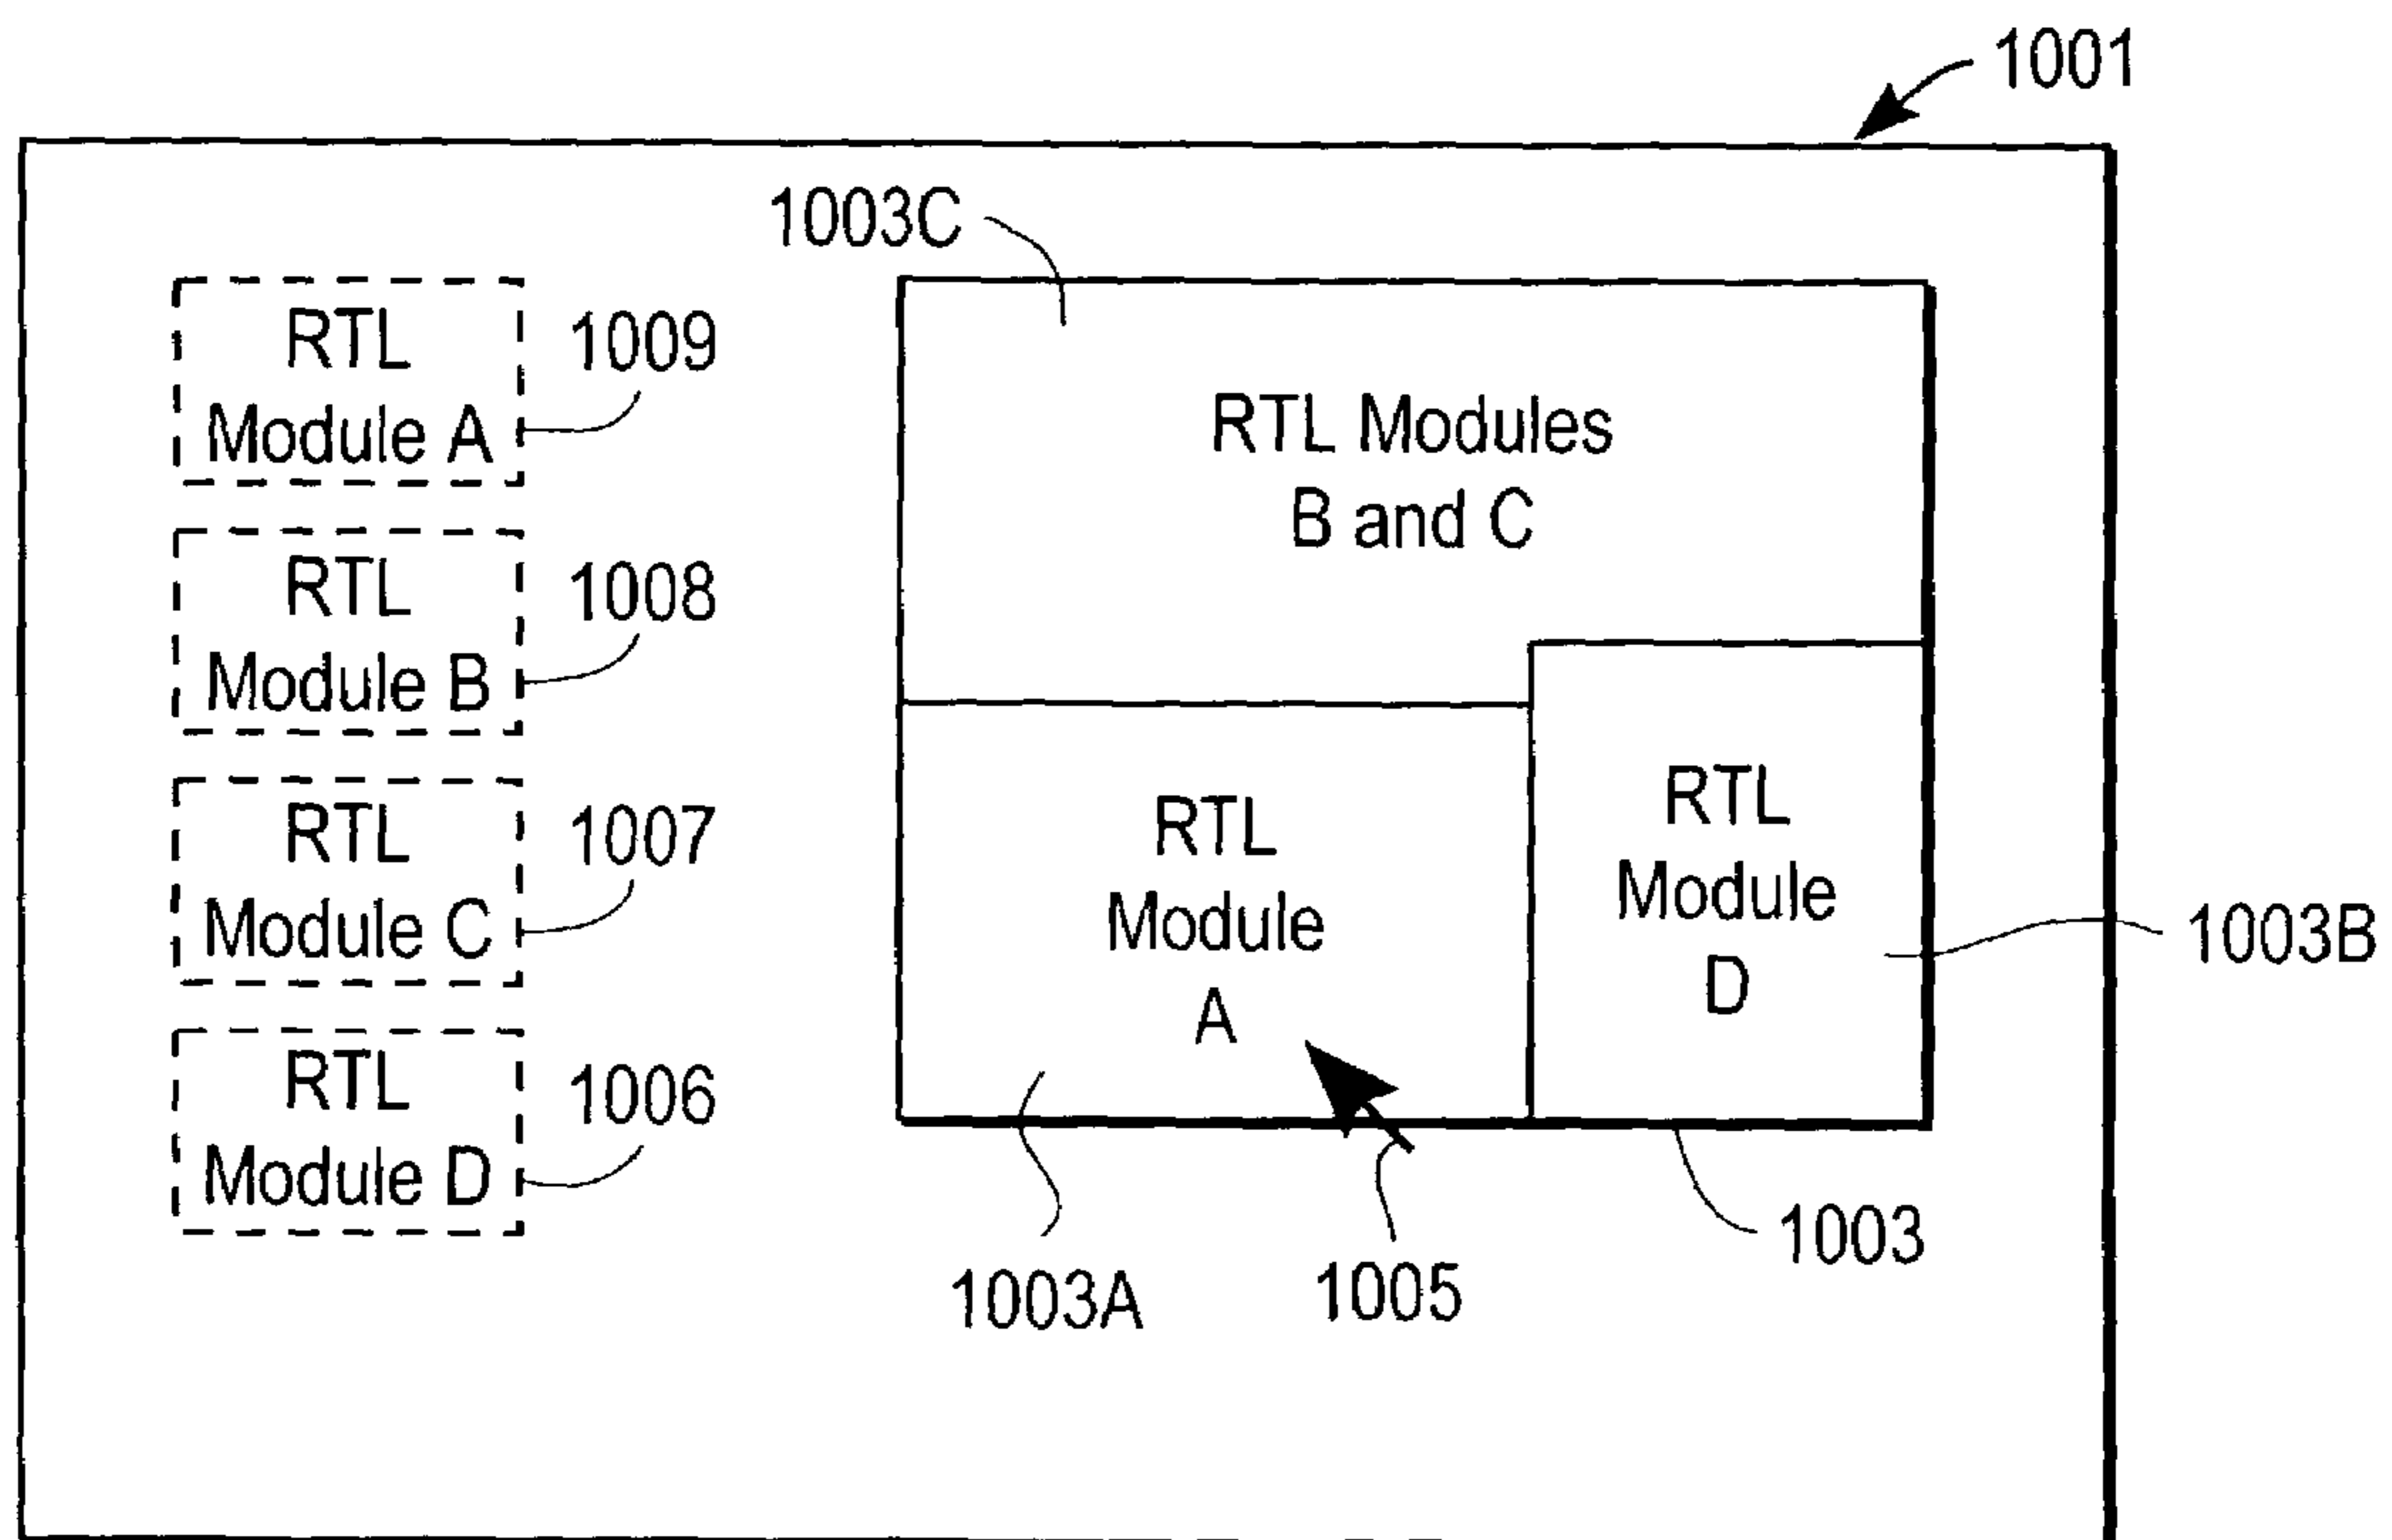 1001
1003C
RTL
Module A
1009
RTL
Module B
1008
RTL
Module C
1007
RTL
Module D
1006
RTL Modules
B and C
RTL
Module
A
RTL
Module
D
1003B
1003
1003A
1005